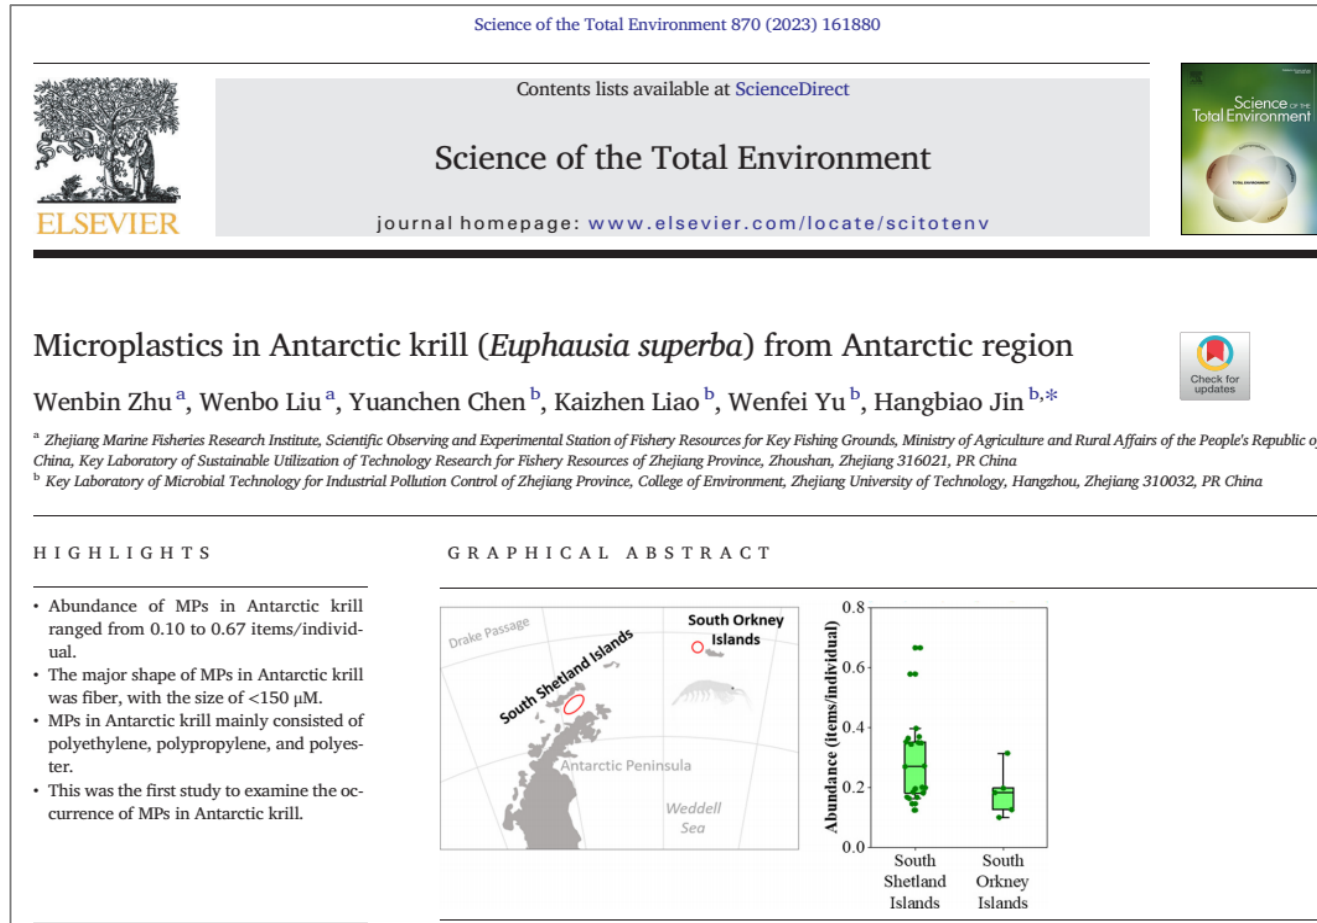 Science of the Total Environment 870 (2023) 161880
Contents lists available at ScienceDirect
Science of the Total Environment
journal homepage: www.elsevier.com/locate/scitotenv
ELSEVIER
Science OF THE
Total Environment
TOTAL ENVIRONMENT
Microplastics in Antarctic krill (Euphausia superba) from Antarctic region
Check for
updates
Wenbin Zhu a, Wenbo Liu a, Yuanchen Chen b, Kaizhen Liao b, Wenfei Yu b, Hangbiao Jin b,*
a Zhejiang Marine Fisheries Research Institute, Scientific Observing and Experimental Station of Fishery Resources for Key Fishing Grounds, Ministry of Agriculture and Rural Affairs of the People's Republic of
China, Key Laboratory of Sustainable Utilization of Technology Research for Fishery Resources of Zhejiang Province, Zhoushan, Zhejiang 316021, PR China
b Key Laboratory of Microbial Technology for Industrial Pollution Control of Zhejiang Province, College of Environment, Zhejiang University of Technology, Hangzhou, Zhejiang 310032, PR China
HIGHLIGHTS
• Abundance of MPs in Antarctic krill
ranged from 0.10 to 0.67 items/individ-
ual.
• The major shape of MPs in Antarctic krill
was fiber, with the size of <150 μM.
• MPs in Antarctic krill mainly consisted of
polyethylene, polypropylene, and polyes-
ter.
• This was the first study to examine the oc-
currence of MPs in Antarctic krill.
GRAPHICAL ABSTRACT
Drake Passage
South Shetland Islands
South Orkney
Islands
Antarctic Peninsula
Weddell
Sea
Abundance (items/individual)
0.8
0.6
0.4
0.2
0.0
South
Shetland
Islands
South
Orkney
Islands